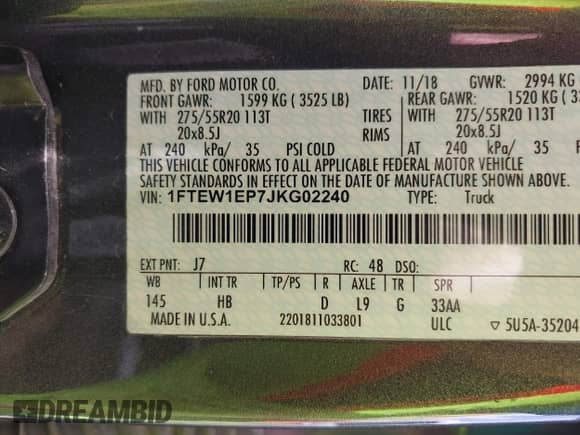 MFD. BY FORD MOTOR CO.
DATE: 11/18 GVWR: 2994 KG
FRONT GAWR: 1599 KG ( 3525 LB)
REAR GAWR: 1520 KG
WITH 275/55R20 113T TIRES WITH 275/55R20 113T
20x8.5J RIMS 20x8.5J
AT 240 kPa/ 35 PSI COLD AT 240 kPa/ 35
THIS VEHICLE CONFORMS TO ALL APPLICABLE FEDERAL MOTOR VEHICLE
SAFETY STANDARDS IN EFFECT ON THE DATE OF MANUFACTURE SHOWN ABOVE.
VIN: 1FTEW1EP7JKG02240 TYPE: Truck
EXT PNT: J7 RC: 48 DSO:
WB INT TR TP/PS R AXLE TR SPR
145 HB D L9 G 33AA
MADE IN U.S.A. 2201811033801 ULC ▽ 5U5A-35204
DREAMBID